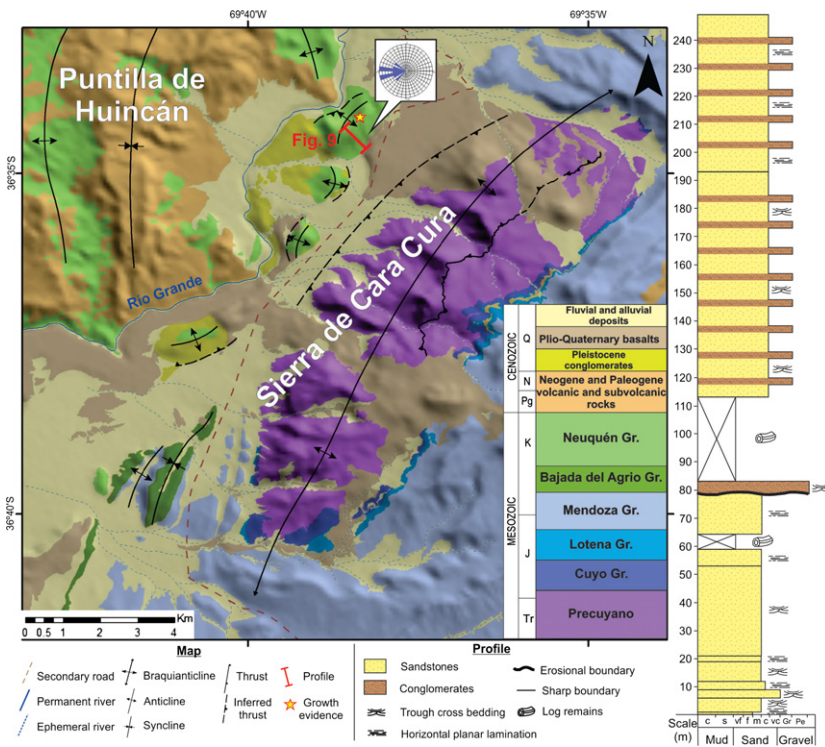 69°40'W
69°35'W
Puntilla de
Huincán
N
Fig. 9
36°35'S
Sierra de Cara Cura
Rio Grande
36°40'S
Km
0 0.5 1 2 3 4
CENOZOIC
MESOZOIC
Q
N
Pg
K
J
Tr
Fluvial and alluvial
deposits
Plio-Quaternary basalts
Pleistocene
conglomerates
Neogene and Paleogene
volcanic and subvolcanic
rocks
Neuquén Gr.
Bajada del Agrio Gr.
Mendoza Gr.
Lotena Gr.
Cuyo Gr.
Precuyano
240
230
220
210
200
190
180
170
160
150
140
130
120
110
100
90
80
70
60
50
40
30
20
10
Scale
(m)
c s vf f m c vc Gr Pe
Mud Sand Gravel
Map
Secondary road
Permanent river
Ephemeral river
Braquianticline
Anticline
Syncline
Thrust
Inferred
thrust
Profile
Growth
evidence
Profile
Sandstones
Conglomerates
Trough cross bedding
Horizontal planar lamination
Erosional boundary
Sharp boundary
Log remains